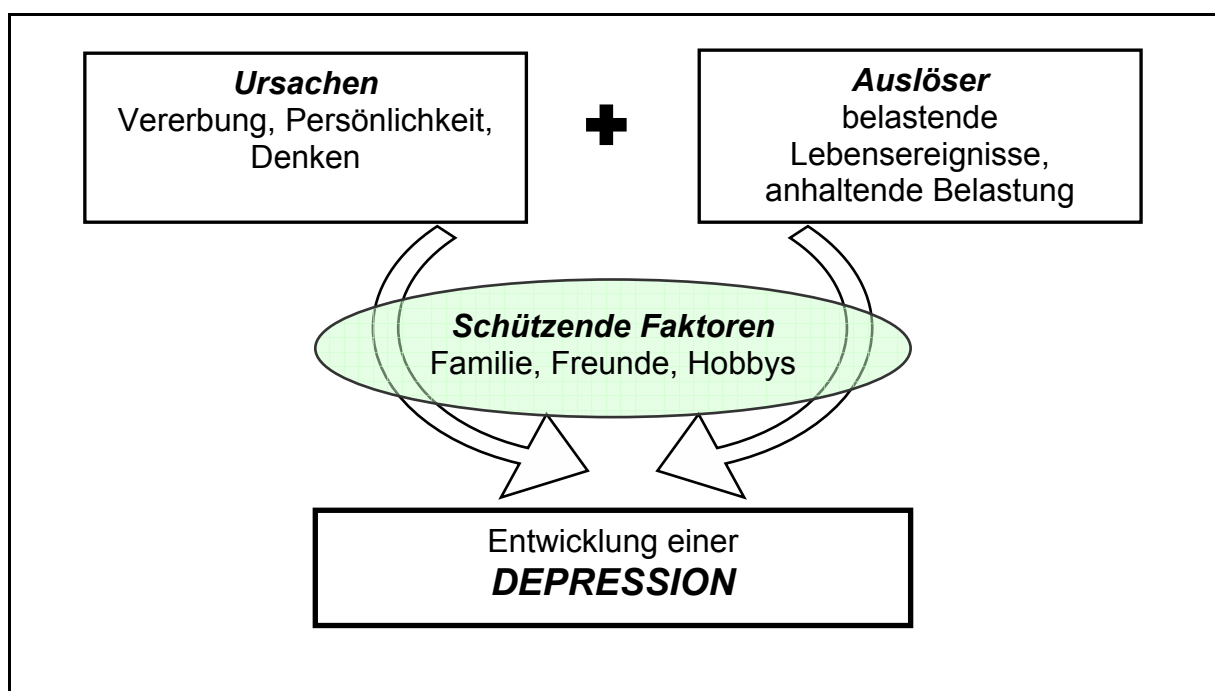 Ursachen
Vererbung, Persönlichkeit,
Denken
Auslöser
belastende
Lebensereignisse,
anhaltende Belastung
Schützende Faktoren
Familie, Freunde, Hobbys
Entwicklung einer
DEPRESSION